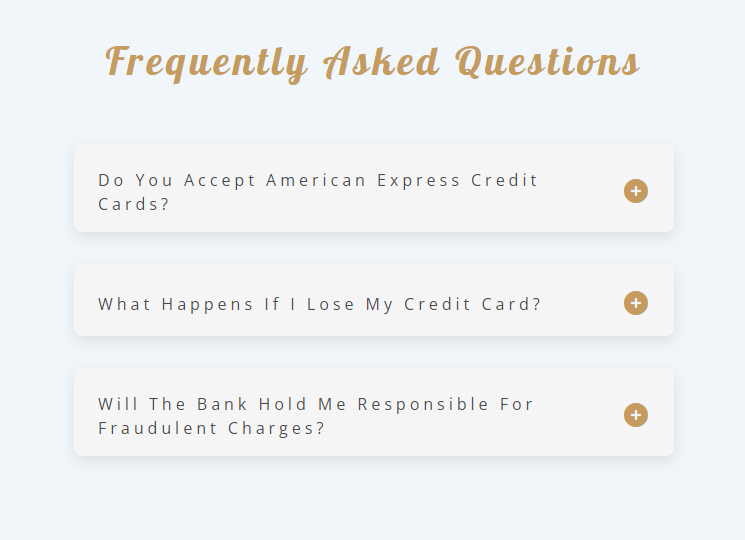 Frequently Asked Questions
Do You Accept American Express Credit
Cards?
What Happens If I Lose My Credit Card?
Will The Bank Hold Me Responsible For
Fraudulent Charges?